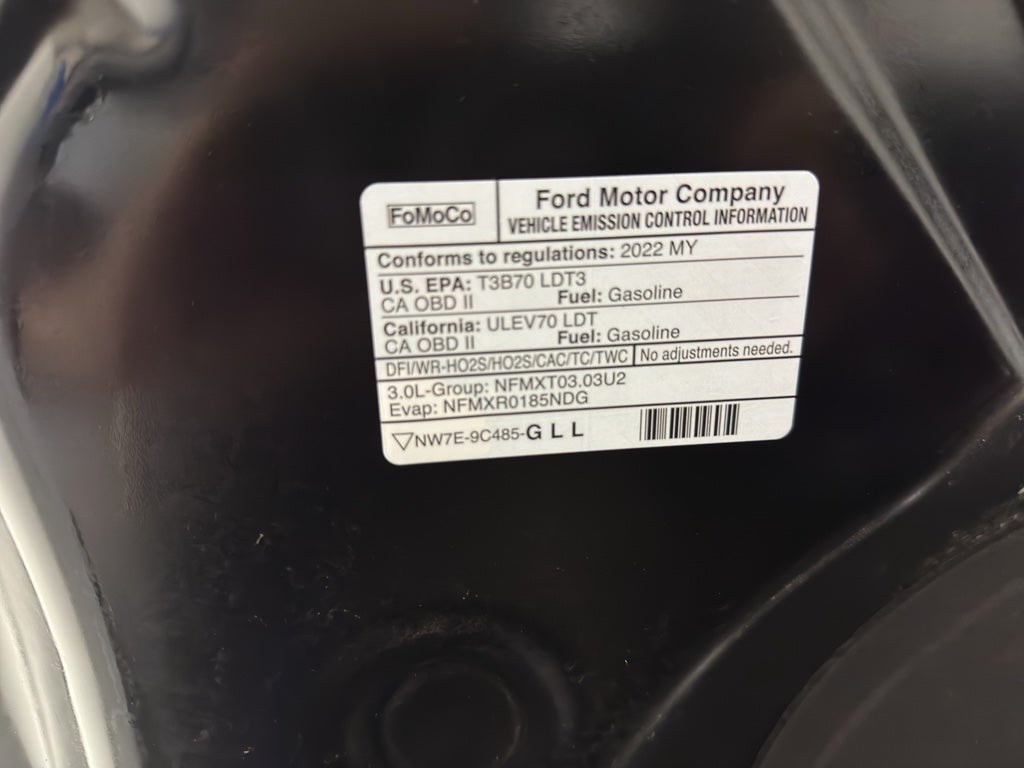 FoMoCo
Ford Motor Company
VEHICLE EMISSION CONTROL INFORMATION
Conforms to regulations: 2022 MY
U.S. EPA: T3B70 LDT3
CA OBD II Fuel: Gasoline
California: ULEV70 LDT
CA OBD II Fuel: Gasoline
DFI/WR-HO2S/HO2S/CAC/TC/TWC No adjustments needed.
3.0L-Group: NFMXT03.03U2
Evap: NFMXR0185NDG
▽NW7E-9C485-G L L